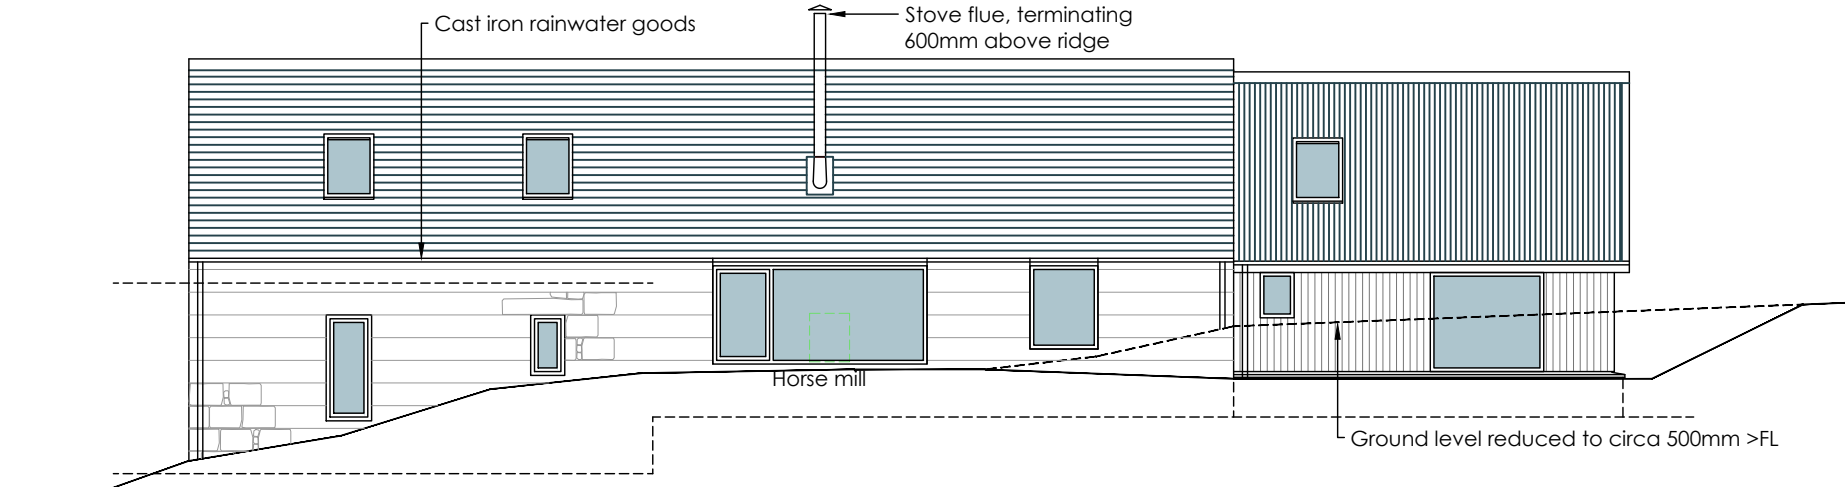 Cast iron rainwater goods
Stove flue, terminating
600mm above ridge
Horse mill
Ground level reduced to circa 500mm >FL